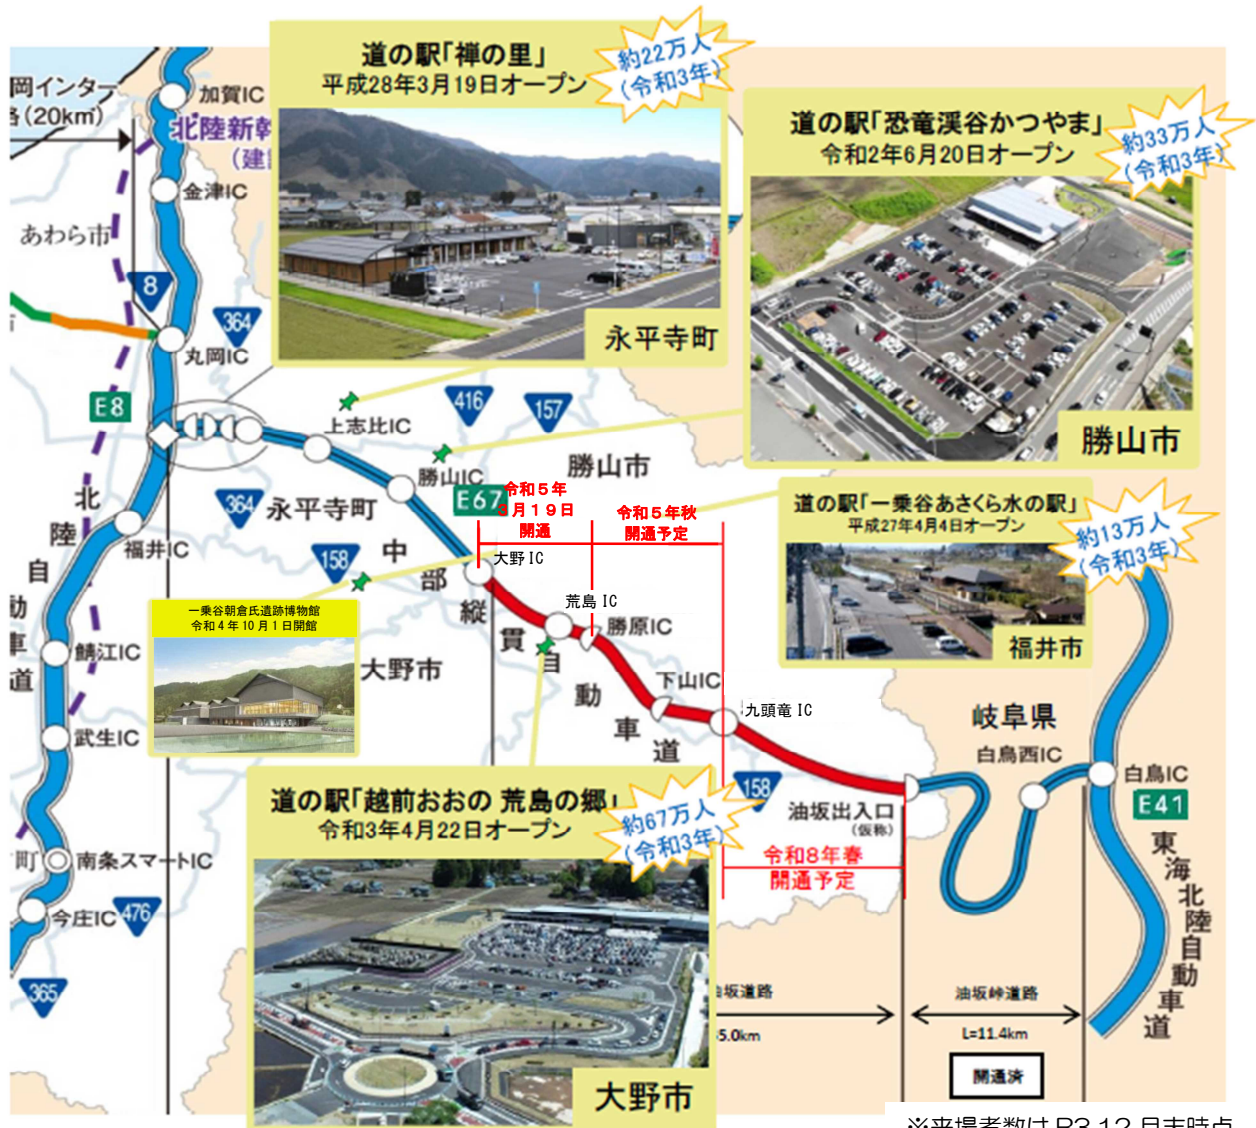 道の駅「禅の里」
平成28年3月19日オープン
約22万人
(令和3年)
永平寺町
道の駅「恐竜渓谷かつやま」
令和2年6月20日オープン
約33万人
(令和3年)
勝山市
岡インター
(20km)
加賀IC
北陸新幹
(建
金津IC
あわら市
8
364
丸岡IC
E8
416
157
上志比IC
勝山IC
勝山市
E67
令和5年
3月19日
開通
令和5年秋
開通予定
道の駅「一乗谷あさくら水の駅」
平成27年4月4日オープン
約13万人
(令和3年)
福井市
364
永平寺町
北陸自動車道
福井IC
158
中部縦貫自動車道
大野IC
荒島IC
勝原IC
一乗谷朝倉氏遺跡博物館
令和4年10月1日開館
鯖江IC
大野市
下山IC
九頭竜IC
岐阜県
白鳥西IC
白鳥IC
E41
東海北陸自動車道
武生IC
158
油坂出入口
(仮称)
令和8年春
開通予定
道の駅「越前おおの 荒島の郷」
令和3年4月22日オープン
約67万人
(令和3年)
大野市
町
南条スマートIC
今庄IC
476
365
坂道路
5.0km
油坂峠道路
L=11.4km
開通済
※来場者数はR3.12月末時点